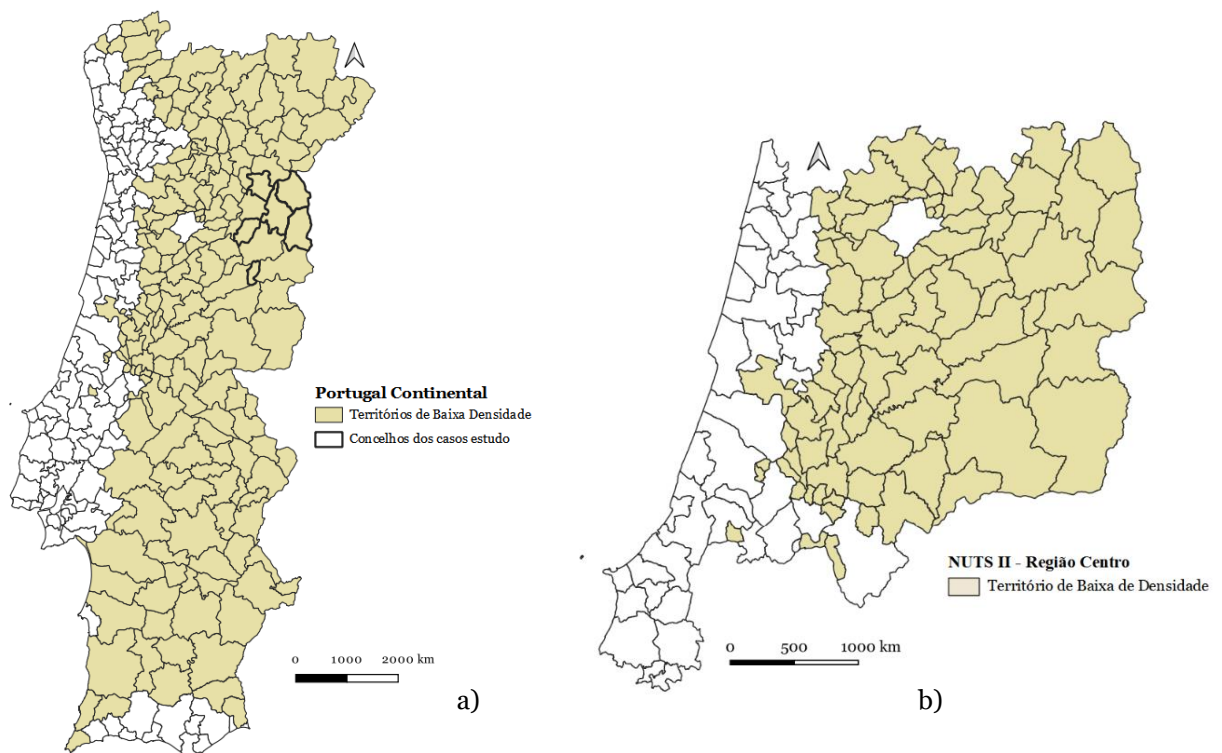 Portugal Continental
Territórios de Baixa Densidade
Concelhos dos casos estudo
0 1000 2000 km
a)
NUTS II - Região Centro
Território de Baixa de Densidade
0 500 1000 km
b)